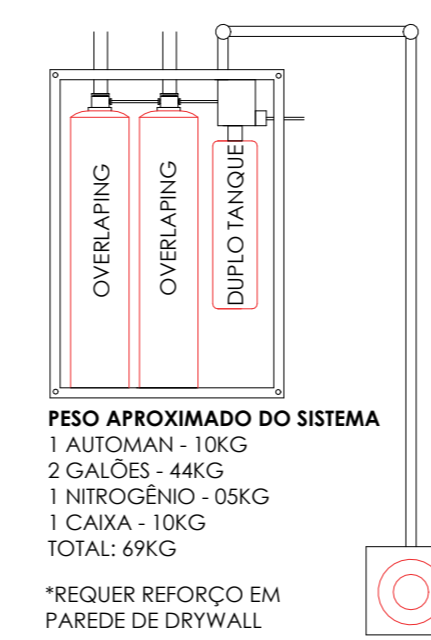 OVERLAPING
OVERLAPING
DUPLO TANQUE
PESO APROXIMADO DO SISTEMA
1 AUTOMAN - 10KG
2 GALÕES - 44KG
1 NITROGÊNIO - 05KG
1 CAIXA - 10KG
TOTAL: 69KG
*REQUER REFORÇO EM
PAREDE DE DRYWALL